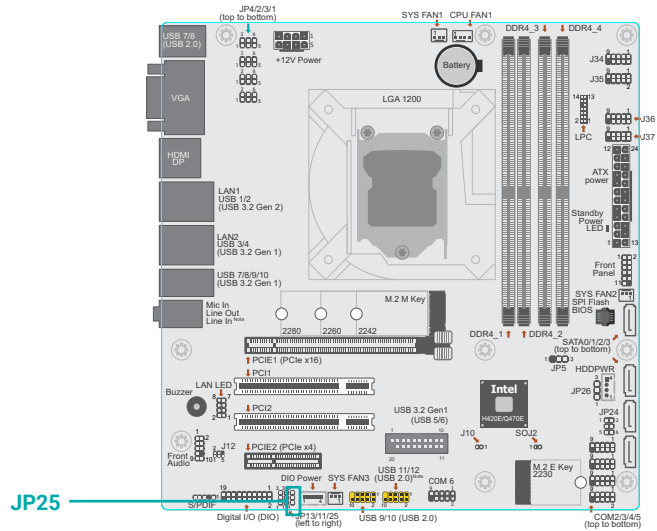 JP4/2/3/1
(top to bottom)
SYS FAN1
CPU FAN1
DDR4_3
DDR4_4
USB 7/8
(USB 2.0)
+12V Power
Battery
J34
J35
VGA
LGA 1200
LPC
J36
J37
HDMI
DP
ATX
power
LAN1
USB 1/2
(USB 3.2 Gen 2)
Standby
Power
LED
LAN2
USB 3/4
(USB 3.2 Gen 1)
Front
Panel
USB 7/8/9/10
(USB 3.2 Gen 1)
SYS FAN2
SPI Flash
BIOS
Mic In
Line Out
Line In Note
M.2 M Key
2280
2260
2242
DDR4_1
DDR4_2
SATA0/1/2/3
(top to bottom)
PCIE1 (PCIe x16)
JP5
HDDPWR
PCI1
LAN LED
Buzzer
JP26
Intel
H420E/Q470E
PCI2
USB 3.2 Gen1
(USB 5/6)
JP24
J10
SOJ2
J12
Front
Audio
PCIE2 (PCIe x4)
M.2 E Key
2230
DIO Power
SYS FAN3
USB 11/12
(USB 2.0) Note
COM 6
JP25
S/PDIF
Digital I/O (DIO)
JP13/11/25
(left to right)
USB 9/10 (USB 2.0)
COM2/3/4/5
(top to bottom)